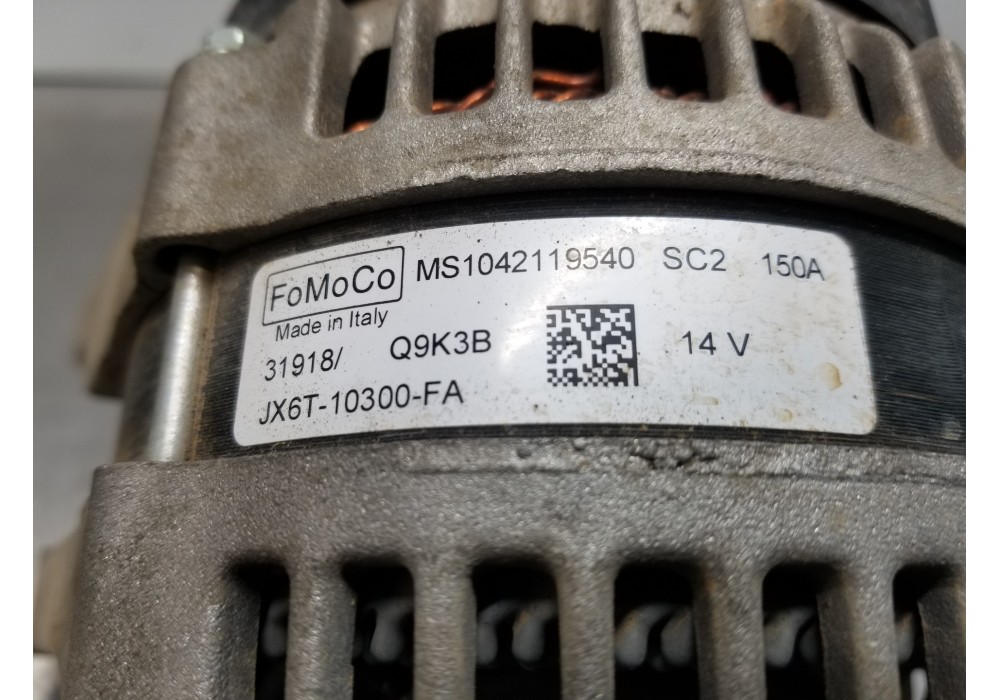 FoMoCo MS1042119540 SC2 150A
Made in Italy
31918/ Q9K3B 14 V
JX6T-10300-FA